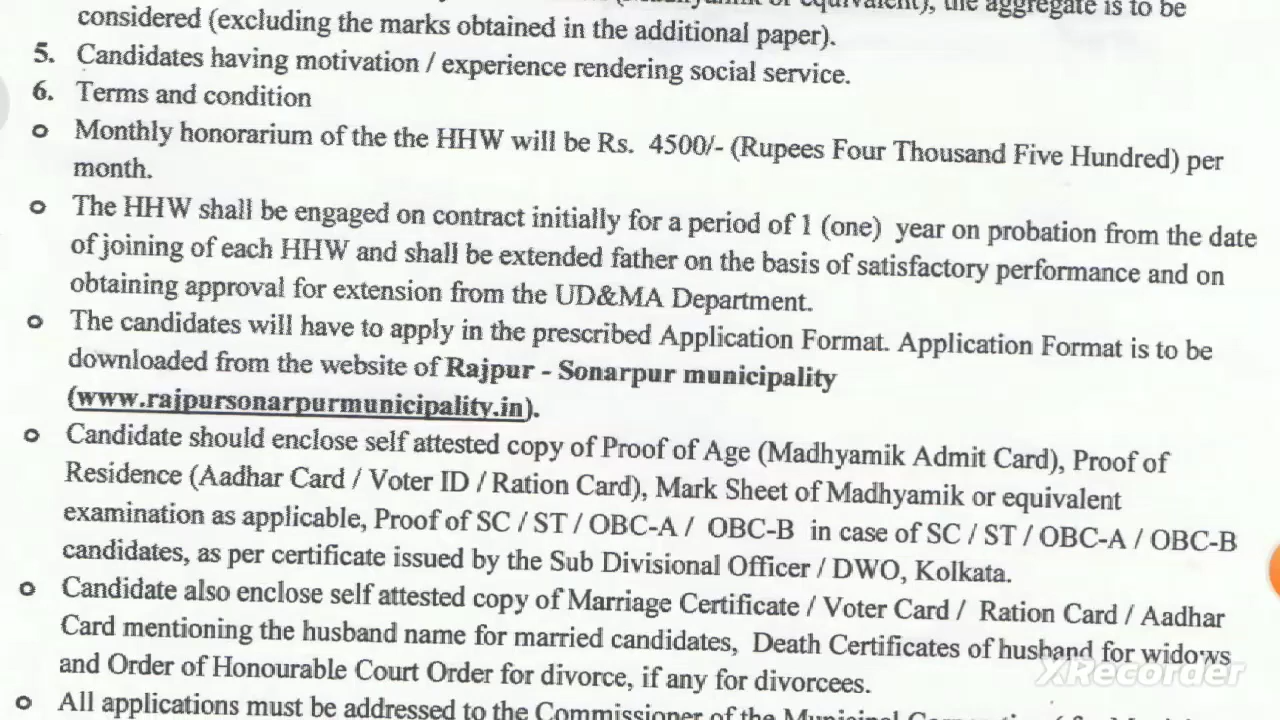 equivalent), the aggregate is to be
considered (excluding the marks obtained in the additional paper).
5. Candidates having motivation / experience rendering social service.
6. Terms and condition
o Monthly honorarium of the the HHW will be Rs. 4500/- (Rupees Four Thousand Five Hundred) per
month.
o The HHW shall be engaged on contract initially for a period of 1 (one) year on probation from the date
of joining of each HHW and shall be extended father on the basis of satisfactory performance and on
obtaining approval for extension from the UD&MA Department.
o The candidates will have to apply in the prescribed Application Format. Application Format is to be
downloaded from the website of Rajpur - Sonarpur municipality
(www.rajpursonarpurmunicipality.in).
o Candidate should enclose self attested copy of Proof of Age (Madhyamik Admit Card), Proof of
Residence (Aadhar Card / Voter ID / Ration Card), Mark Sheet of Madhyamik or equivalent
examination as applicable, Proof of SC / ST / OBC-A / OBC-B in case of SC / ST / OBC-A / OBC-B
candidates, as per certificate issued by the Sub Divisional Officer / DWO, Kolkata.
o Candidate also enclose self attested copy of Marriage Certificate / Voter Card / Ration Card / Aadhar
Card mentioning the husband name for married candidates, Death Certificates of husband for widows
and Order of Honourable Court Order for divorce, if any for divorcees.
XRecorder
o All applications must be addressed to the Commissioner of the Municipal Corporation